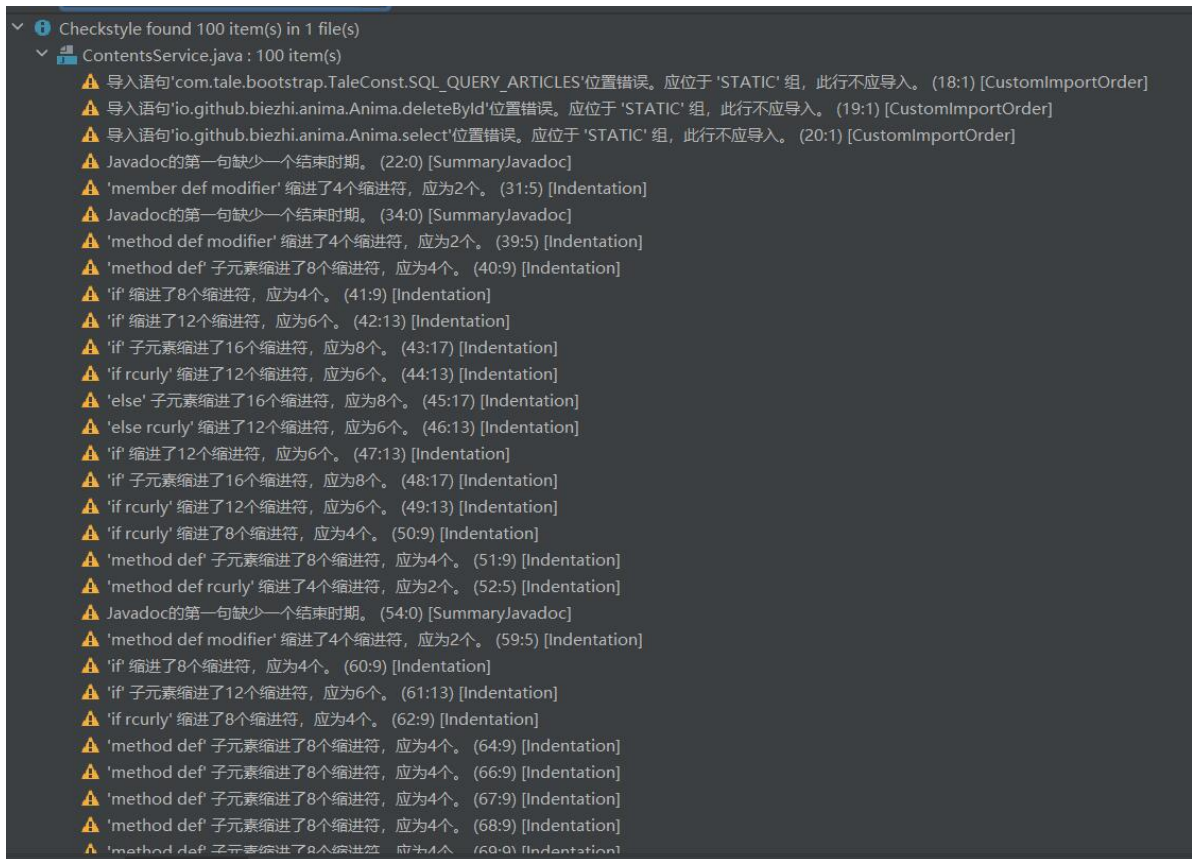 Checkstyle found 100 item(s) in 1 file(s)
ContentsService.java : 100 item(s)
导入语句'com.tale.bootstrap.TaleConst.SQL_QUERY_ARTICLES'位置错误。应位于 'STATIC' 组，此行不应导入。 (18:1) [CustomImportOrder]
导入语句'io.github.biezhi.anima.Anima.deleteById'位置错误。应位于 'STATIC' 组，此行不应导入。 (19:1) [CustomImportOrder]
导入语句'io.github.biezhi.anima.Anima.select'位置错误。应位于 'STATIC' 组，此行不应导入。 (20:1) [CustomImportOrder]
Javadoc的第一句缺少一个结束时期。 (22:0) [SummaryJavadoc]
'member def modifier' 缩进了4个缩进符，应为2个。 (31:5) [Indentation]
Javadoc的第一句缺少一个结束时期。 (34:0) [SummaryJavadoc]
'method def modifier' 缩进了4个缩进符，应为2个。 (39:5) [Indentation]
'method def' 子元素缩进了8个缩进符，应为4个。 (40:9) [Indentation]
'if' 缩进了8个缩进符，应为4个。 (41:9) [Indentation]
'if' 缩进了12个缩进符，应为6个。 (42:13) [Indentation]
'if' 子元素缩进了16个缩进符，应为8个。 (43:17) [Indentation]
'if rcurly' 缩进了12个缩进符，应为6个。 (44:13) [Indentation]
'else' 子元素缩进了16个缩进符，应为8个。 (45:17) [Indentation]
'else rcurly' 缩进了12个缩进符，应为6个。 (46:13) [Indentation]
'if' 缩进了12个缩进符，应为6个。 (47:13) [Indentation]
'if' 子元素缩进了16个缩进符，应为8个。 (48:17) [Indentation]
'if rcurly' 缩进了12个缩进符，应为6个。 (49:13) [Indentation]
'if rcurly' 缩进了8个缩进符，应为4个。 (50:9) [Indentation]
'method def' 子元素缩进了8个缩进符，应为4个。 (51:9) [Indentation]
'method def rcurly' 缩进了4个缩进符，应为2个。 (52:5) [Indentation]
Javadoc的第一句缺少一个结束时期。 (54:0) [SummaryJavadoc]
'method def modifier' 缩进了4个缩进符，应为2个。 (59:5) [Indentation]
'if' 缩进了8个缩进符，应为4个。 (60:9) [Indentation]
'if' 子元素缩进了12个缩进符，应为6个。 (61:13) [Indentation]
'if rcurly' 缩进了8个缩进符，应为4个。 (62:9) [Indentation]
'method def' 子元素缩进了8个缩进符，应为4个。 (64:9) [Indentation]
'method def' 子元素缩进了8个缩进符，应为4个。 (66:9) [Indentation]
'method def' 子元素缩进了8个缩进符，应为4个。 (67:9) [Indentation]
'method def' 子元素缩进了8个缩进符，应为4个。 (68:9) [Indentation]
'method def' 子元素缩进了8个缩进符，应为4个。 (69:9) [Indentation]